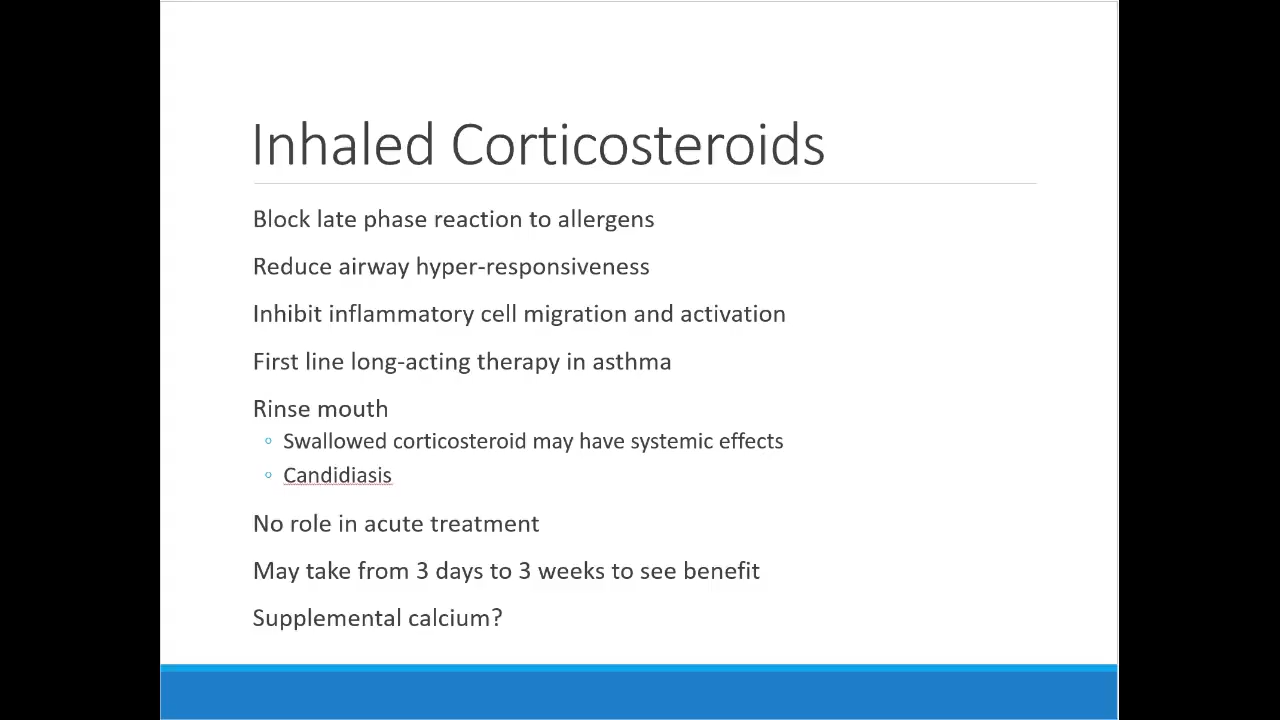 Inhaled Corticosteroids
Block late phase reaction to allergens
Reduce airway hyper-responsiveness
Inhibit inflammatory cell migration and activation
First line long-acting therapy in asthma
Rinse mouth
◦ Swallowed corticosteroid may have systemic effects
◦ Candidiasis
No role in acute treatment
May take from 3 days to 3 weeks to see benefit
Supplemental calcium?